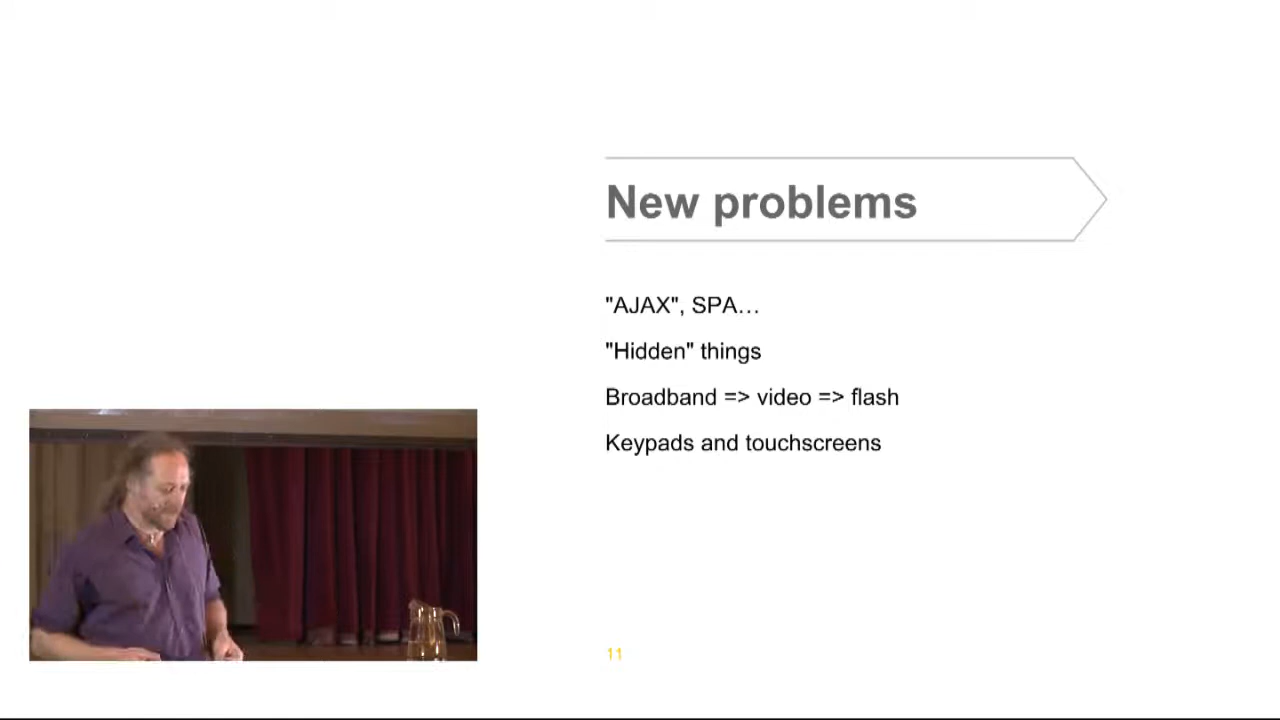 New problems
"AJAX", SPA…
"Hidden" things
Broadband => video => flash
Keypads and touchscreens
11